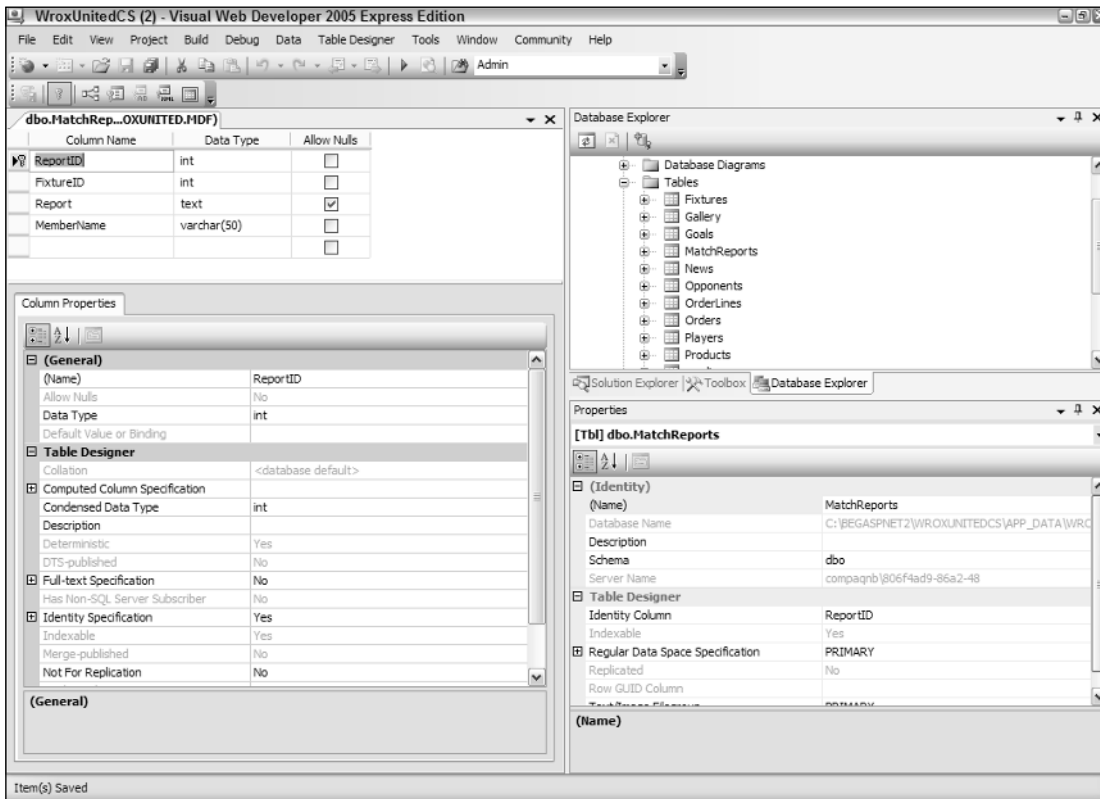 WroxUnitedCS (2) - Visual Web Developer 2005 Express Edition
File Edit View Project Build Debug Data Table Designer Tools Window Community Help
Admin
dbo.MatchRep...OXUNITED.MDF)
Column Name Data Type Allow Nulls
ReportID int
FixtureID int
Report text
MemberName varchar(50)
Column Properties
(General)
(Name) ReportID
Allow Nulls No
Data Type int
Default Value or Binding
Table Designer
Collation <database default>
Computed Column Specification
Condensed Data Type int
Description
Deterministic Yes
DTS-published No
Full-text Specification No
Has Non-SQL Server Subscriber No
Identity Specification Yes
Indexable Yes
Merge-published No
Not For Replication No
(General)
Database Explorer
Database Diagrams
Tables
Fixtures
Gallery
Goals
MatchReports
News
Opponents
OrderLines
Orders
Players
Products
Solution Explorer Toolbox Database Explorer
Properties
[Tbl] dbo.MatchReports
(Identity)
(Name) MatchReports
Database Name C:\BEGASPNET2\WROXUNITEDCS\APP_DATA\WRO
Description
Schema dbo
Server Name compaqnb\806f4ad9-86a2-48
Table Designer
Identity Column ReportID
Indexable Yes
Regular Data Space Specification PRIMARY
Replicated No
Row GUID Column
Text/Image Filegroup PRIMARY
(Name)
Item(s) Saved